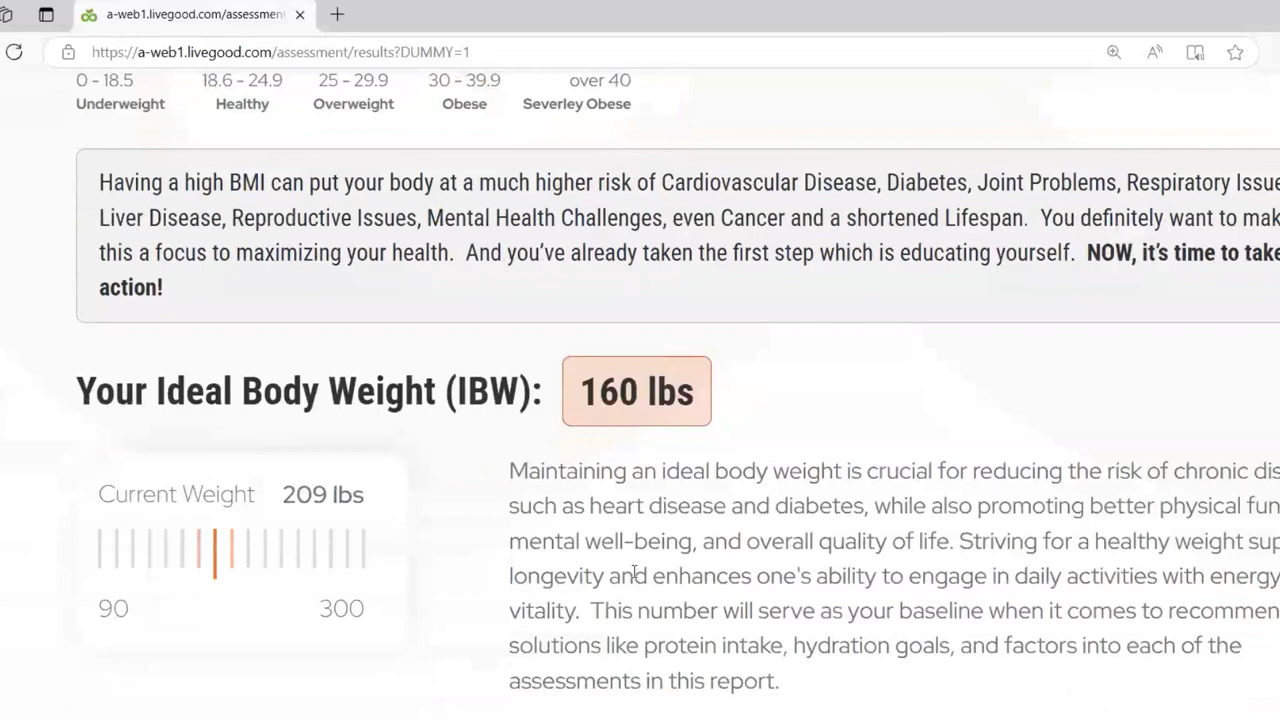 a-web1.livegood.com/assessment
https://a-web1.livegood.com/assessment/results?DUMMY=1
0 - 18.5 18.6 - 24.9 25 - 29.9 30 - 39.9 over 40
Underweight Healthy Overweight Obese Severley Obese
Having a high BMI can put your body at a much higher risk of Cardiovascular Disease, Diabetes, Joint Problems, Respiratory Issue
Liver Disease, Reproductive Issues, Mental Health Challenges, even Cancer and a shortened Lifespan. You definitely want to mak
this a focus to maximizing your health. And you've already taken the first step which is educating yourself. NOW, it's time to take
action!
Your Ideal Body Weight (IBW): 160 lbs
Current Weight 209 lbs
90 300
Maintaining an ideal body weight is crucial for reducing the risk of chronic dis
such as heart disease and diabetes, while also promoting better physical fun
mental well-being, and overall quality of life. Striving for a healthy weight sup
longevity and enhances one's ability to engage in daily activities with energy
vitality. This number will serve as your baseline when it comes to recommen
solutions like protein intake, hydration goals, and factors into each of the
assessments in this report.